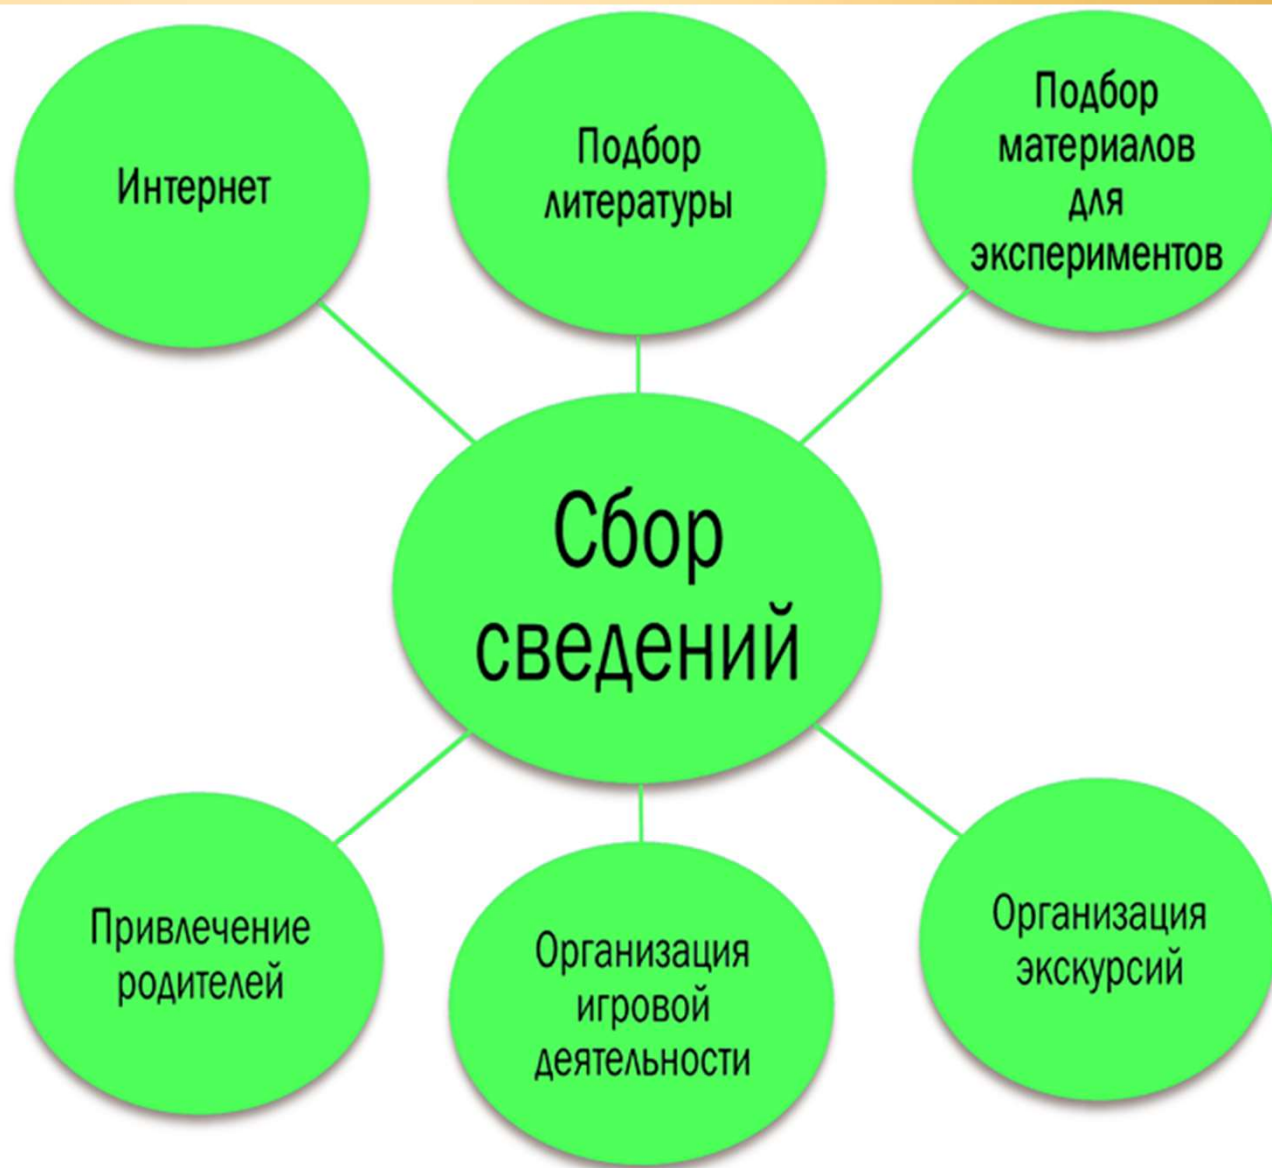 Интернет
Подбор
литературы
Подбор
материалов
для
экспериментов
Сбор
сведений
Привлечение
родителей
Организация
игровой
деятельности
Организация
экскурсий